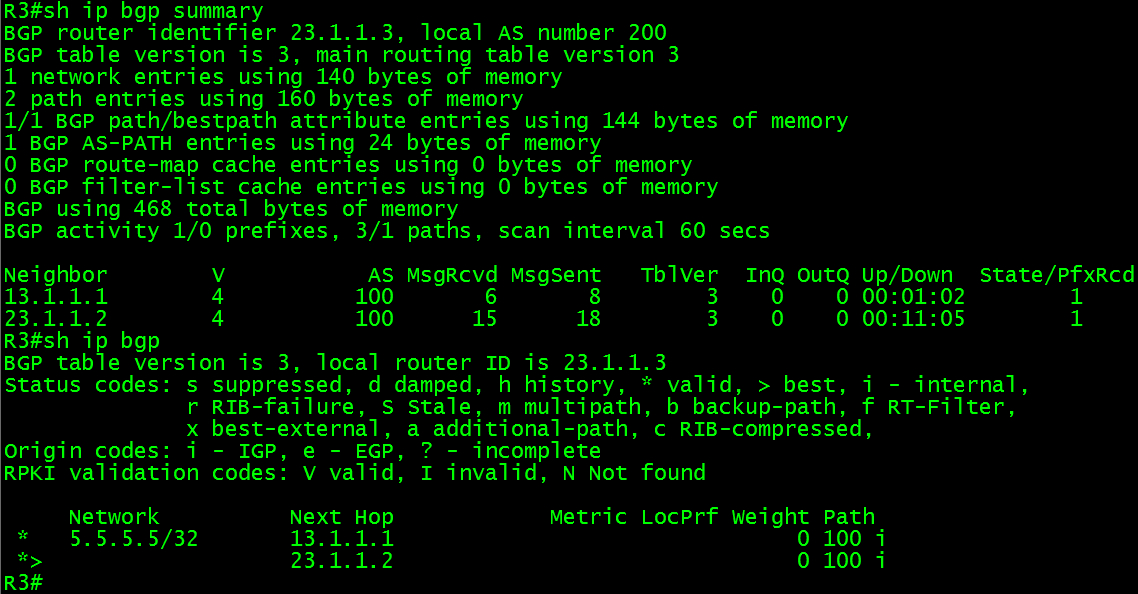 R3#sh ip bgp summary
BGP router identifier 23.1.1.3, local AS number 200
BGP table version is 3, main routing table version 3
1 network entries using 140 bytes of memory
2 path entries using 160 bytes of memory
1/1 BGP path/bestpath attribute entries using 144 bytes of memory
1 BGP AS-PATH entries using 24 bytes of memory
0 BGP route-map cache entries using 0 bytes of memory
0 BGP filter-list cache entries using 0 bytes of memory
BGP using 468 total bytes of memory
BGP activity 1/0 prefixes, 3/1 paths, scan interval 60 secs

Neighbor        V           AS MsgRcvd MsgSent   TblVer  InQ OutQ Up/Down  State/PfxRcd
13.1.1.1        4          100       6       8        3    0    0 00:01:02        1
23.1.1.2        4          100      15      18        3    0    0 00:11:05        1
R3#sh ip bgp
BGP table version is 3, local router ID is 23.1.1.3
Status codes: s suppressed, d damped, h history, * valid, > best, i - internal,
              r RIB-failure, S Stale, m multipath, b backup-path, f RT-Filter,
              x best-external, a additional-path, c RIB-compressed,
Origin codes: i - IGP, e - EGP, ? - incomplete
RPKI validation codes: V valid, I invalid, N Not found

     Network          Next Hop            Metric LocPrf Weight Path
 *   5.5.5.5/32       13.1.1.1                               0 100 i
 *>                   23.1.1.2                               0 100 i
R3#